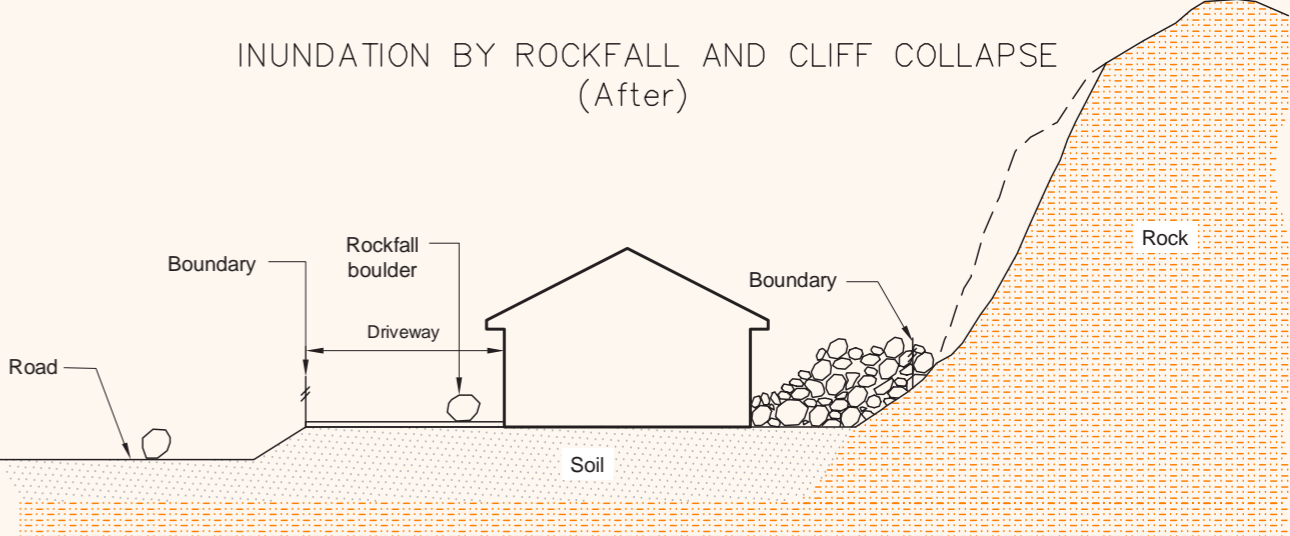 INUNDATION BY ROCKFALL AND CLIFF COLLAPSE
(After)
Rock
Rockfall
boulder
Boundary
Boundary
Driveway
Road
Soil